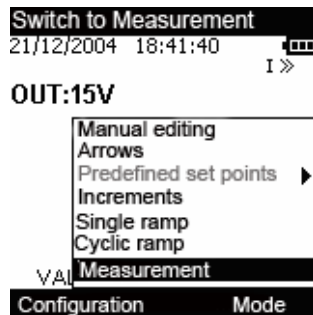 Switch to Measurement
21/12/2004 18:41:40
I »
OUT:15V
Manual editing
Arrows
Predefined set points
Increments
Single ramp
Cyclic ramp
Measurement
Configuration Mode